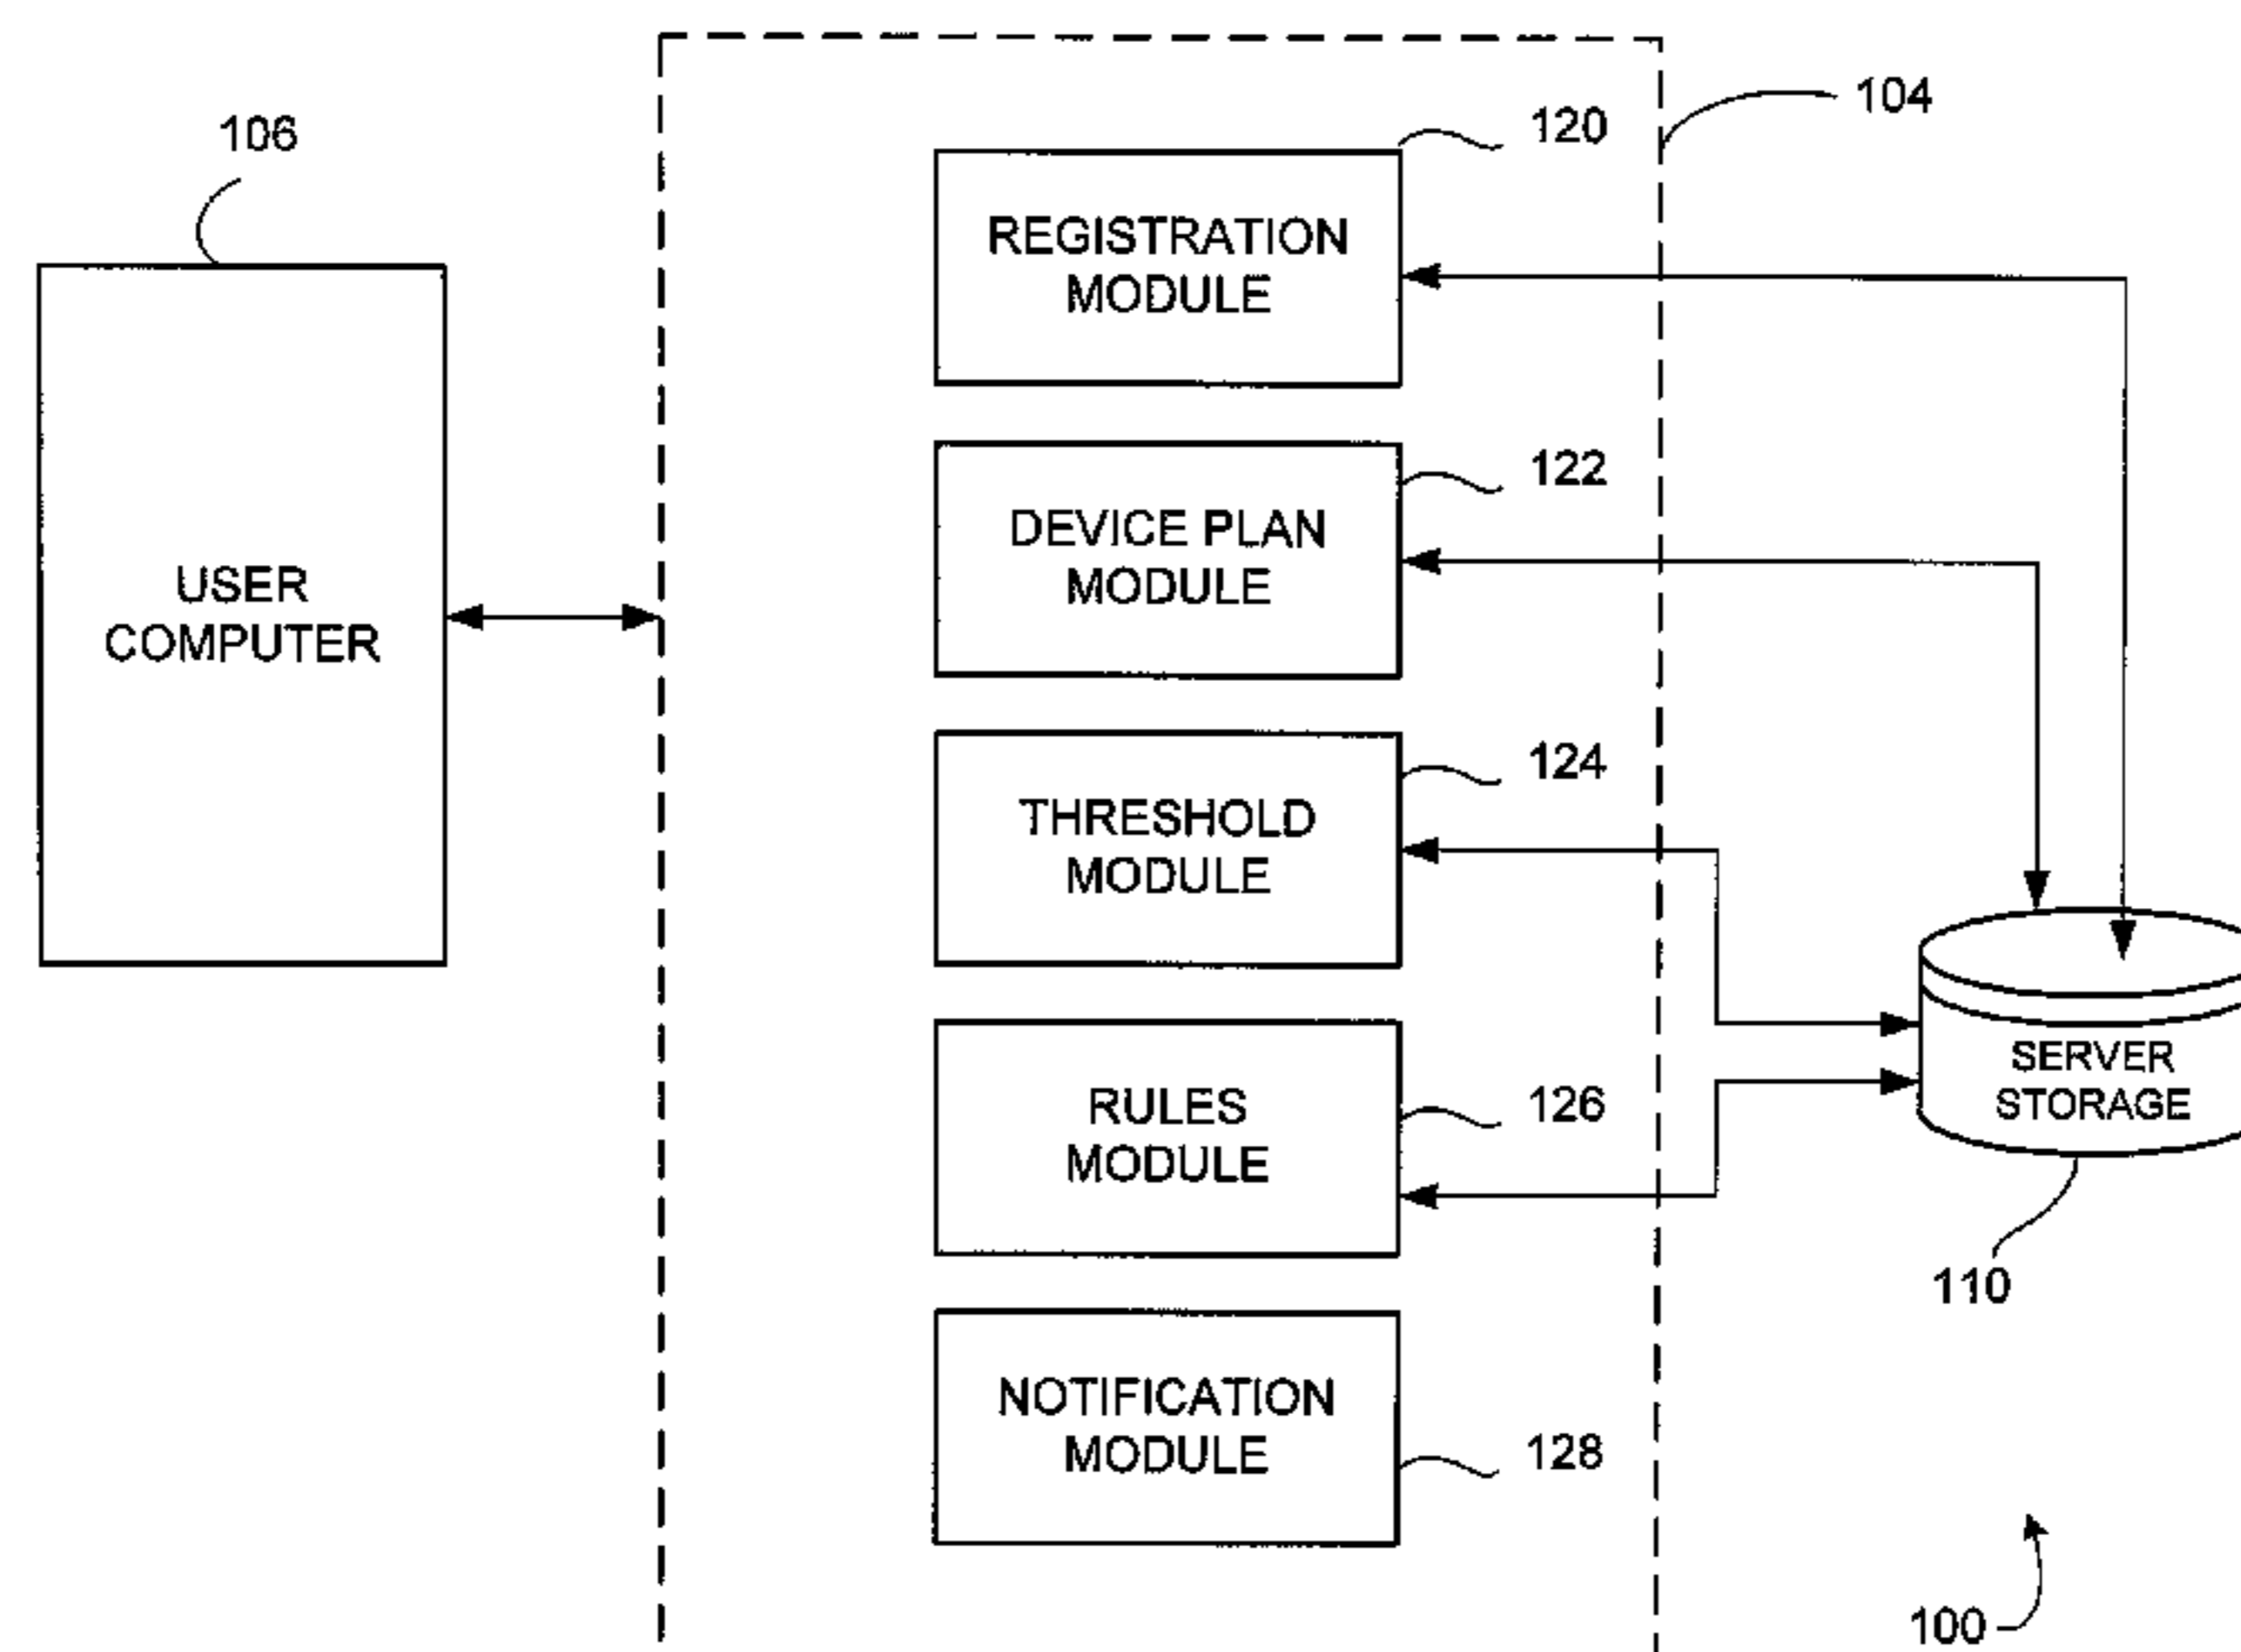 106
USER
COMPUTER
104
120
REGISTRATION
MODULE
122
DEVICE PLAN
MODULE
124
THRESHOLD
MODULE
126
RULES
MODULE
128
NOTIFICATION
MODULE
SERVER
STORAGE
110
100